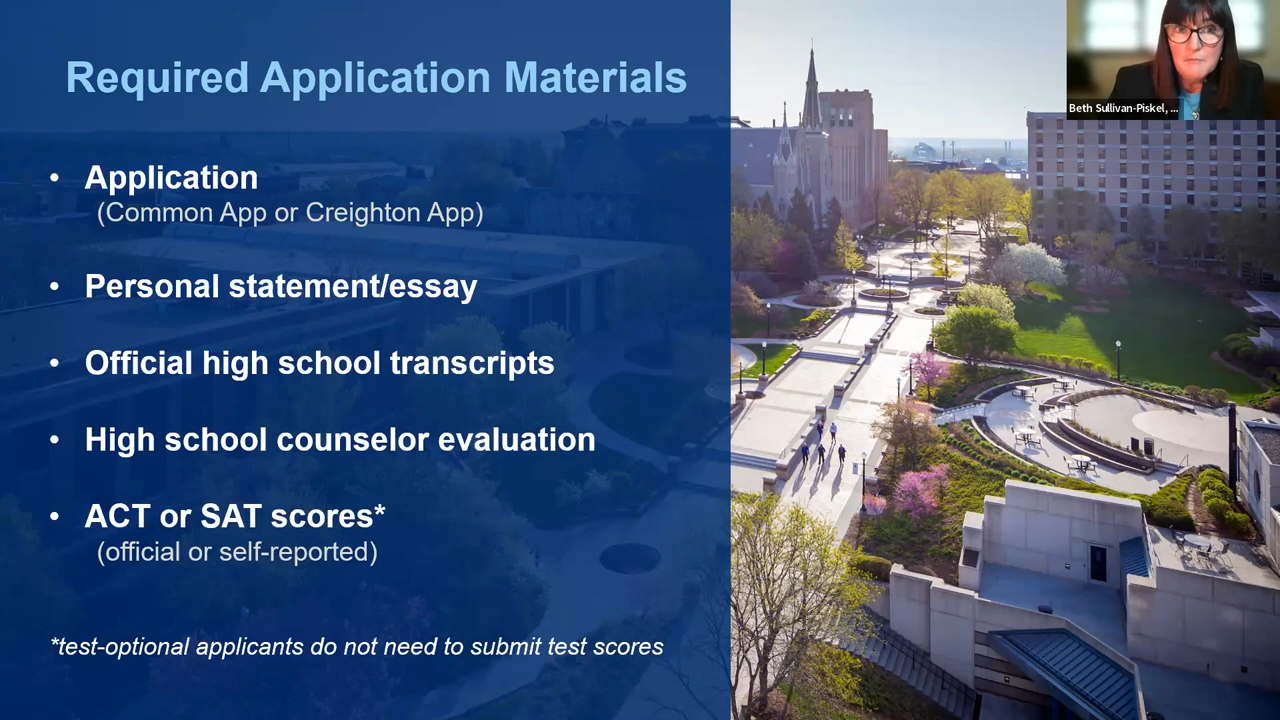 Required Application Materials
Beth Sullivan-Piskel, ...
• Application
(Common App or Creighton App)
• Personal statement/essay
• Official high school transcripts
• High school counselor evaluation
• ACT or SAT scores*
(official or self-reported)
*test-optional applicants do not need to submit test scores